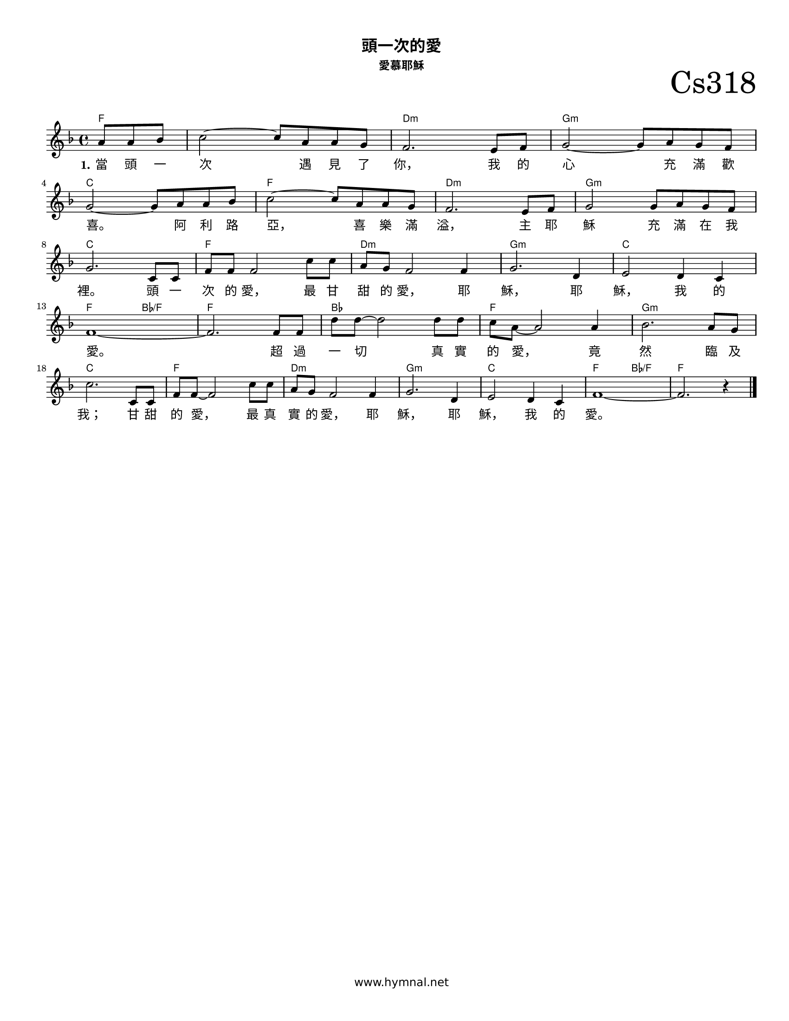 頭一次的愛
愛慕耶穌
Cs318
F Dm Gm
1. 當 頭 一 次 遇 見 了 你， 我 的 心 充 滿 歡
4 C F Dm Gm
喜。 阿 利 路 亞， 喜 樂 滿 溢， 主 耶 穌 充 滿 在 我
8 C F Dm Gm C
裡。 頭 一 次 的 愛， 最 甘 甜 的 愛， 耶 穌， 耶 穌， 我 的
13 F B♭/F F B♭ F Gm
愛。 超 過 一 切 真 實 的 愛， 竟 然 臨 及
18 C F Dm Gm C F B♭/F F
我； 甘 甜 的 愛， 最 真 實 的 愛， 耶 穌， 耶 穌， 我 的 愛。
www.hymnal.net